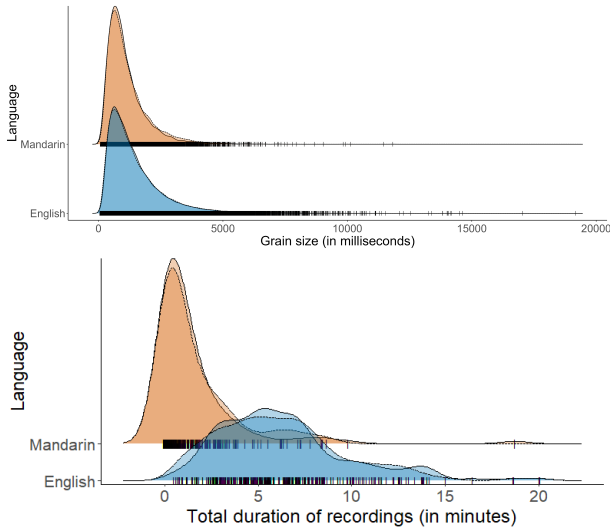 Language
Mandarin
English
0
5000
10000
15000
20000
Grain size (in milliseconds)
Language
Mandarin
English
0
5
10
15
20
Total duration of recordings (in minutes)